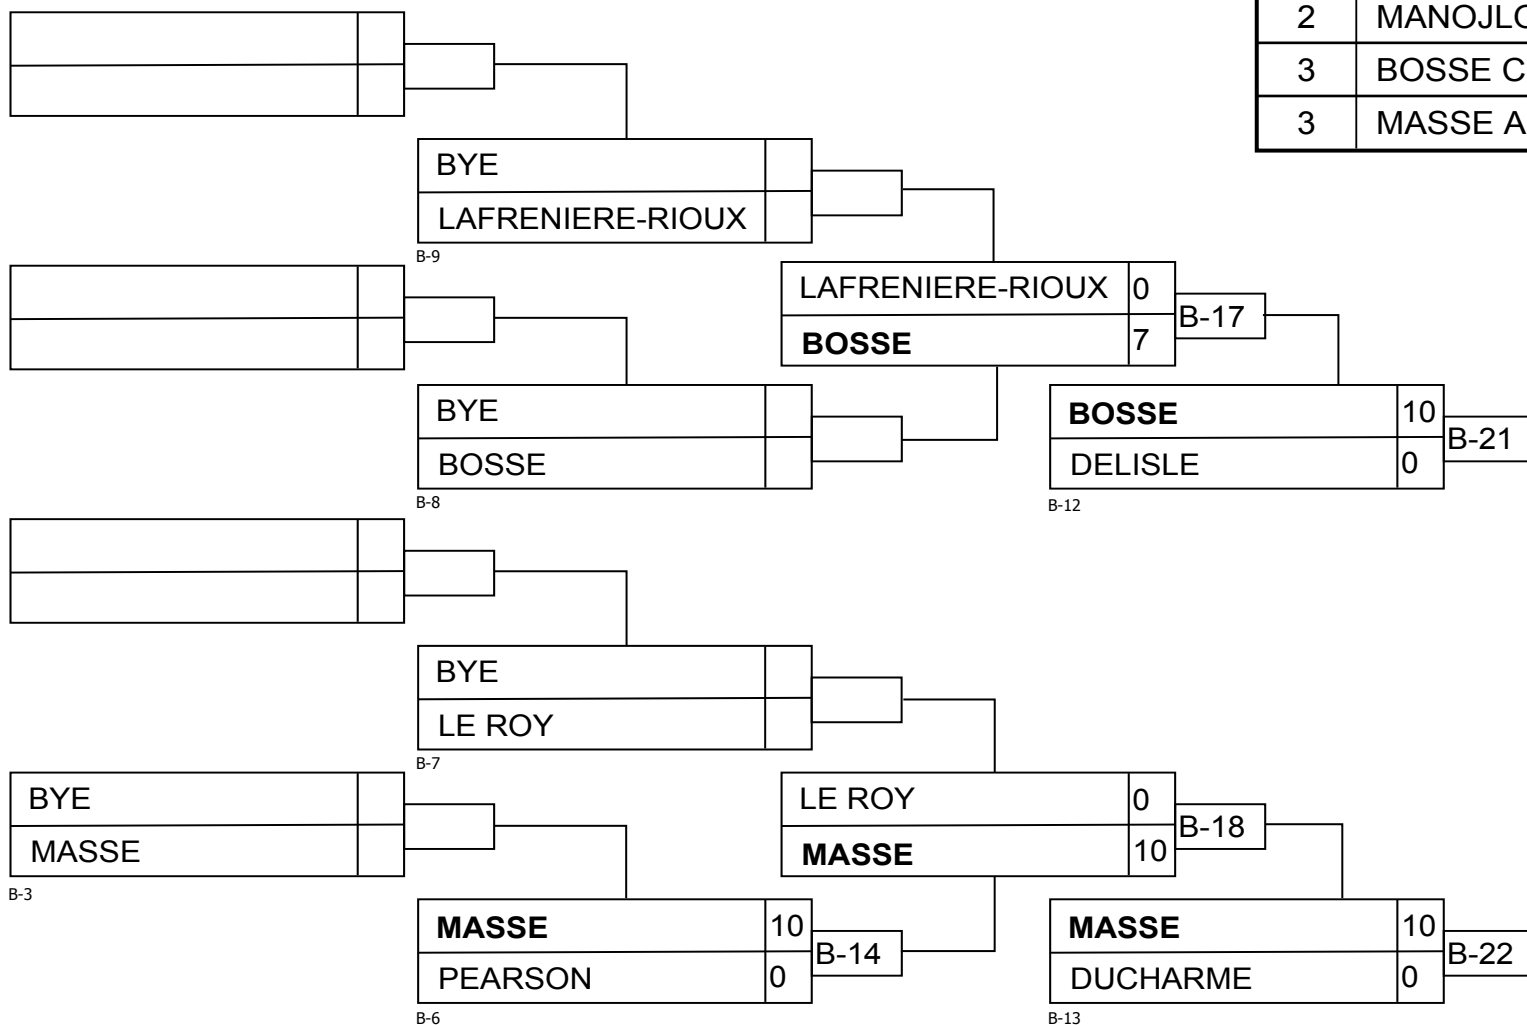 2 MANOJLO
3 BOSSE C
3 MASSE A
BYE
LAFRENIERE-RIOUX
B-9
LAFRENIERE-RIOUX 0
BOSSE 7
B-17
BYE
BOSSE
B-8
BOSSE 10
DELISLE 0
B-21
B-12
BYE
LE ROY
B-7
BYE
MASSE
B-3
LE ROY 0
MASSE 10
B-18
MASSE 10
PEARSON 0
B-14
B-6
MASSE 10
DUCHARME 0
B-22
B-13